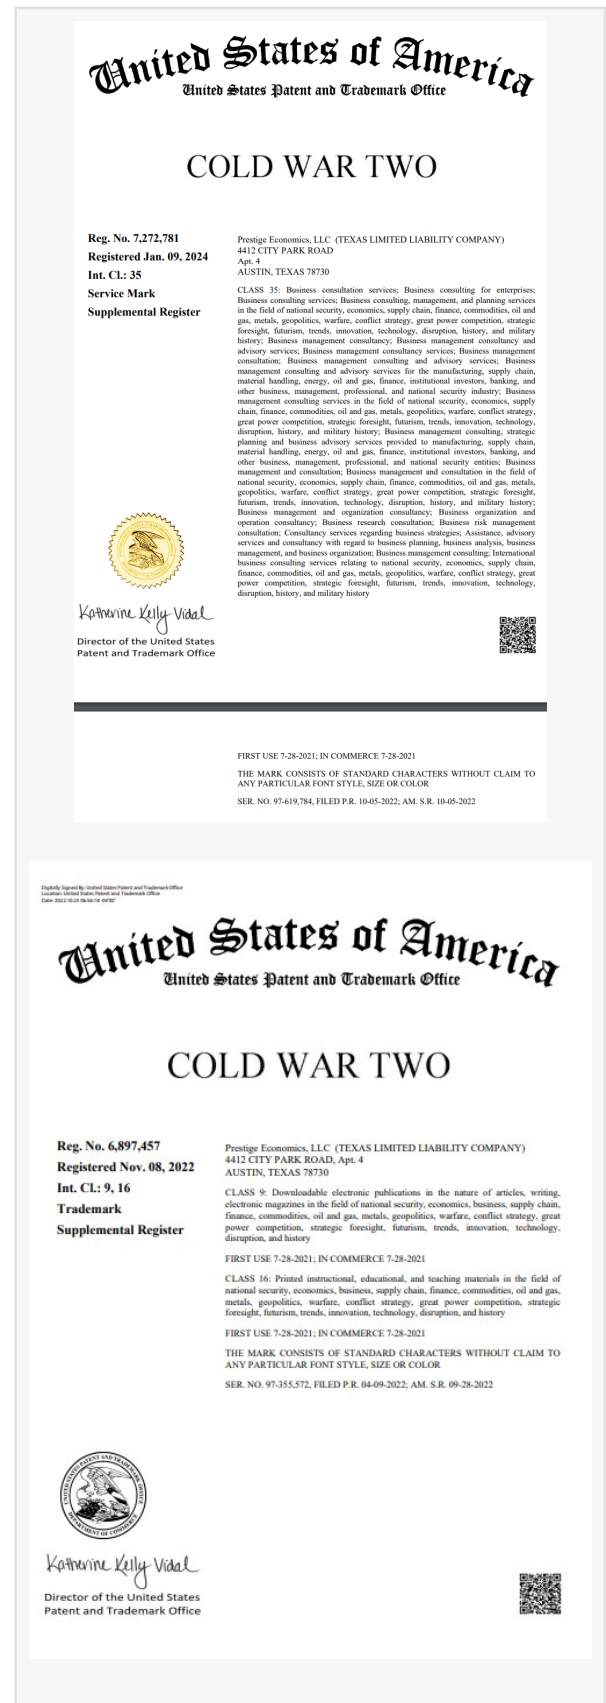 United States of America
United States Patent and Trademark Office
COLD WAR TWO
Reg. No. 7,272,781
Registered Jan. 09, 2024
Int. Cl.: 35
Service Mark
Supplemental Register
Prestige Economics, LLC (TEXAS LIMITED LIABILITY COMPANY)
4412 CITY PARK ROAD
Apt. 4
AUSTIN, TEXAS 78730
CLASS 35: Business consultation services; Business consulting for enterprises;
Business consulting services; Business consulting, management, and planning services
in the field of national security, economics, supply chain, finance, commodities, oil and
gas, metals, geopolitics, warfare, conflict strategy, great power competition, strategic
foresight, futurism, trends, innovation, technology, disruption, history, and military
history; Business management consultancy; Business management consultancy and
advisory services; Business management consultancy services; Business management
consultation; Business management consulting and advisory services; Business
management consulting and advisory services for the manufacturing, supply chain,
material handling, energy, oil and gas, finance, institutional investors, banking, and
other business, management, professional, and national security industry; Business
management consulting services in the field of national security, economics, supply
chain, finance, commodities, oil and gas, metals, geopolitics, warfare, conflict strategy,
great power competition, strategic foresight, futurism, trends, innovation, technology,
disruption, history, and military history; Business management consulting, strategic
planning and business advisory services provided to manufacturing, supply chain,
material handling, energy, oil and gas, finance, institutional investors, banking, and
other business, management, professional, and national security entities; Business
management and consultation; Business management and consultation in the field of
national security, economics, supply chain, finance, commodities, oil and gas, metals,
geopolitics, warfare, conflict strategy, great power competition, strategic foresight,
futurism, trends, innovation, technology, disruption, history, and military history;
Business management and organization consultancy; Business organization and
operation consultancy; Business research consultation; Business risk management
consultation; Consultancy services regarding business strategies; Assistance, advisory
services and consultancy with regard to business planning, business analysis, business
management, and business organization; Business management consulting; International
business consulting services relating to national security, economics, supply chain,
finance, commodities, oil and gas, metals, geopolitics, warfare, conflict strategy, great
power competition, strategic foresight, futurism, trends, innovation, technology,
disruption, history, and military history
Katherine Kelly Vidal
Director of the United States
Patent and Trademark Office
FIRST USE 7-28-2021; IN COMMERCE 7-28-2021
THE MARK CONSISTS OF STANDARD CHARACTERS WITHOUT CLAIM TO
ANY PARTICULAR FONT STYLE, SIZE OR COLOR
SER. NO. 97-619,784, FILED P.R. 10-05-2022; AM. S.R. 10-05-2022
Digitally Signed By: United States Patent and Trademark Office
Location: United States Patent and Trademark Office
United States of America
United States Patent and Trademark Office
COLD WAR TWO
Reg. No. 6,897,457
Registered Nov. 08, 2022
Int. Cl.: 9, 16
Trademark
Supplemental Register
Prestige Economics, LLC (TEXAS LIMITED LIABILITY COMPANY)
4412 CITY PARK ROAD, Apt. 4
AUSTIN, TEXAS 78730
CLASS 9: Downloadable electronic publications in the nature of articles, writing,
electronic magazines in the field of national security, economics, business, supply chain,
finance, commodities, oil and gas, metals, geopolitics, warfare, conflict strategy, great
power competition, strategic foresight, futurism, trends, innovation, technology,
disruption, and history
FIRST USE 7-28-2021; IN COMMERCE 7-28-2021
CLASS 16: Printed instructional, educational, and teaching materials in the field of
national security, economics, business, supply chain, finance, commodities, oil and gas,
metals, geopolitics, warfare, conflict strategy, great power competition, strategic
foresight, futurism, trends, innovation, technology, disruption, and history
FIRST USE 7-28-2021; IN COMMERCE 7-28-2021
THE MARK CONSISTS OF STANDARD CHARACTERS WITHOUT CLAIM TO
ANY PARTICULAR FONT STYLE, SIZE OR COLOR
SER. NO. 97-355,572, FILED P.R. 04-09-2022; AM. S.R. 09-28-2022
UNITED STATES PATENT AND TRADEMARK OFFICE
DEPARTMENT OF COMMERCE
Katherine Kelly Vidal
Director of the United States
Patent and Trademark Office